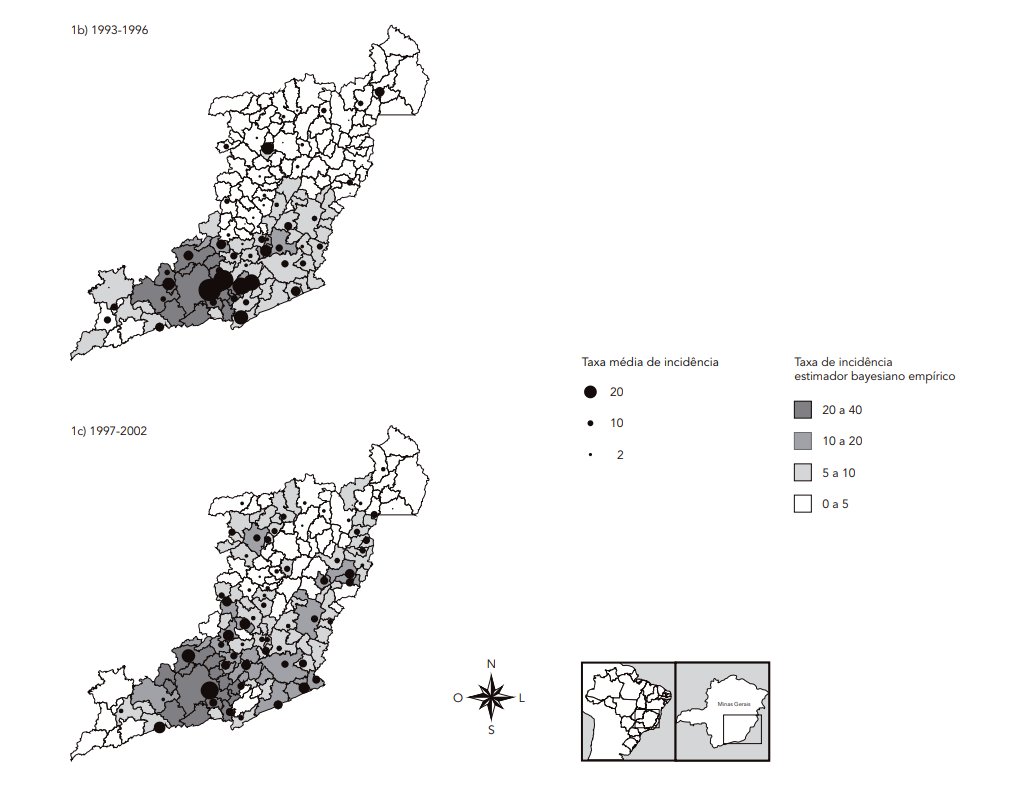 1b) 1993-1996
Taxa média de incidência
20
10
2
Taxa de incidência
estimador bayesiano empírico
20 a 40
10 a 20
5 a 10
0 a 5
1c) 1997-2002
N
O
L
S
Minas Gerais